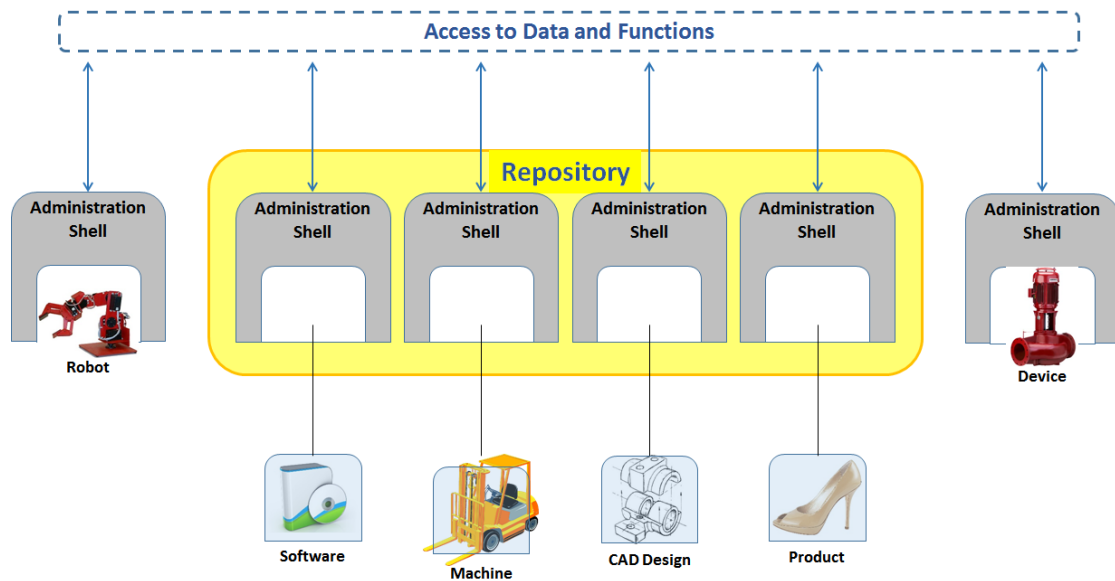 Access to Data and Functions
Repository
Administration
Shell
Administration
Shell
Administration
Shell
Administration
Shell
Administration
Shell
Administration
Shell
Robot
Device
Software
Machine
CAD Design
Product